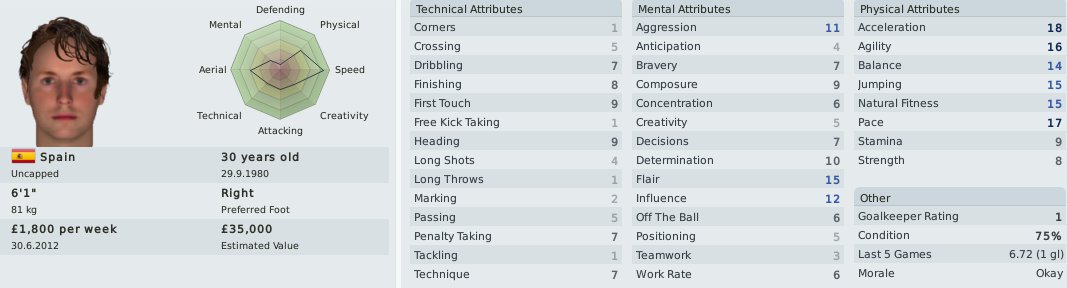 Defending
Mental Physical
Aerial Speed
Technical Creativity
Attacking
Spain 30 years old
Uncapped 29.9.1980
6'1" Right
81 kg Preferred Foot
£1,800 per week £35,000
30.6.2012 Estimated Value
Technical Attributes
Corners 1
Crossing 5
Dribbling 7
Finishing 8
First Touch 9
Free Kick Taking 1
Heading 9
Long Shots 4
Long Throws 1
Marking 2
Passing 5
Penalty Taking 7
Tackling 1
Technique 7
Mental Attributes
Aggression 11
Anticipation 4
Bravery 7
Composure 9
Concentration 6
Creativity 5
Decisions 7
Determination 10
Flair 15
Influence 12
Off The Ball 6
Positioning 5
Teamwork 3
Work Rate 6
Physical Attributes
Acceleration 18
Agility 16
Balance 14
Jumping 15
Natural Fitness 15
Pace 17
Stamina 9
Strength 8
Other
Goalkeeper Rating 1
Condition 75%
Last 5 Games 6.72 (1 gl)
Morale Okay